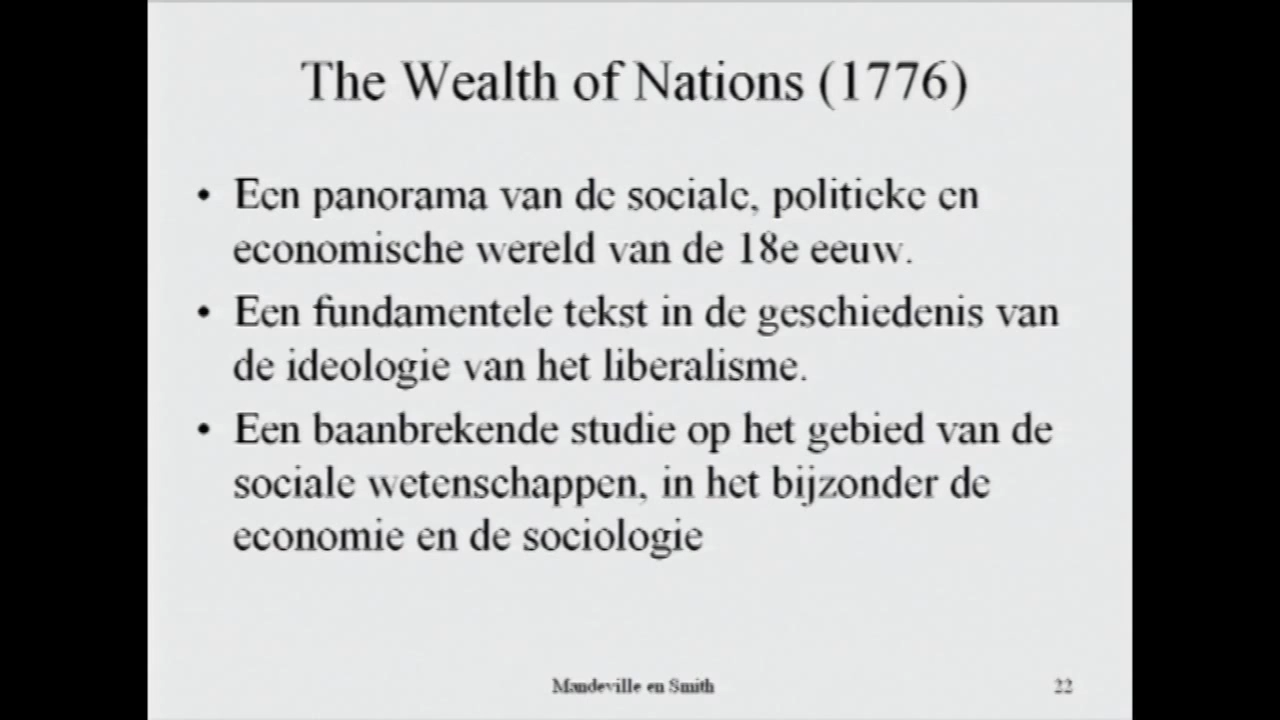 The Wealth of Nations (1776)
• Een panorama van de sociale, politieke en
economische wereld van de 18e eeuw.
• Een fundamentele tekst in de geschiedenis van
de ideologie van het liberalisme.
• Een baanbrekende studie op het gebied van de
sociale wetenschappen, in het bijzonder de
economie en de sociologie
Mandeville en Smith
22